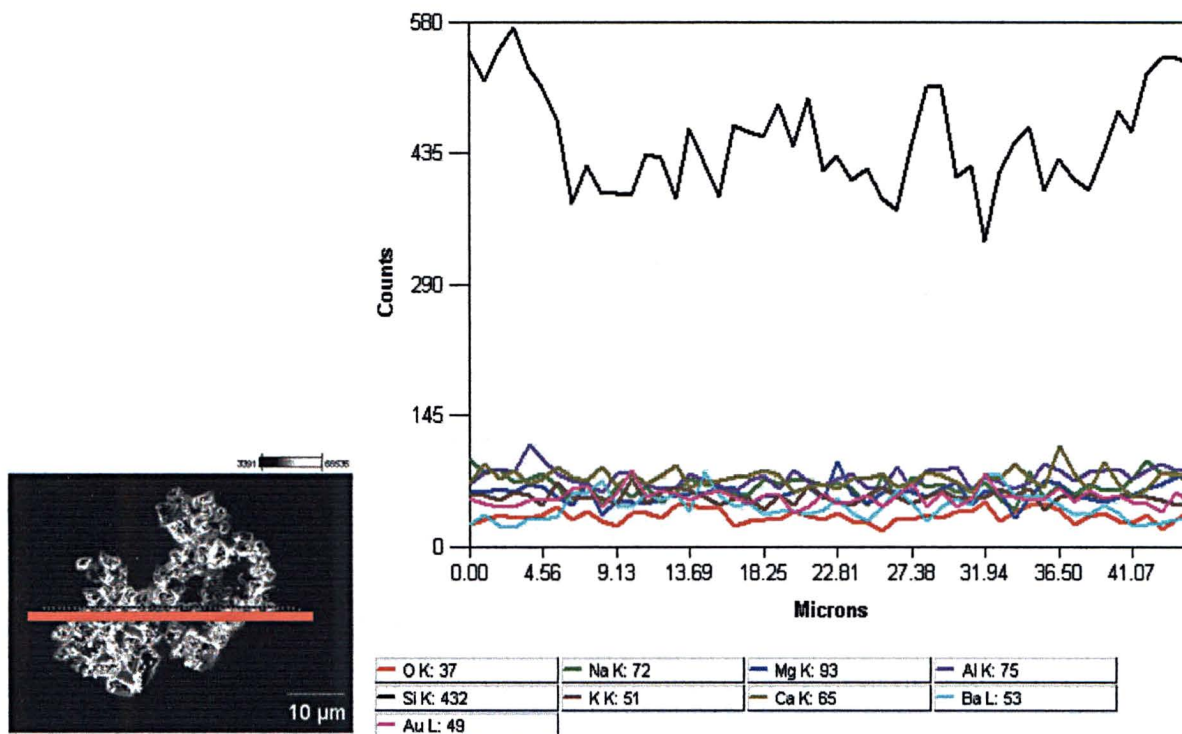 580
435
290
145
0
Counts
0.00 4.56 9.13 13.69 18.25 22.81 27.38 31.94 36.50 41.07
Microns
3391 65535
10 µm
O K: 37 Na K: 72 Mg K: 93 Al K: 75
Si K: 432 K K: 51 Ca K: 65 Ba L: 53
Au L: 49